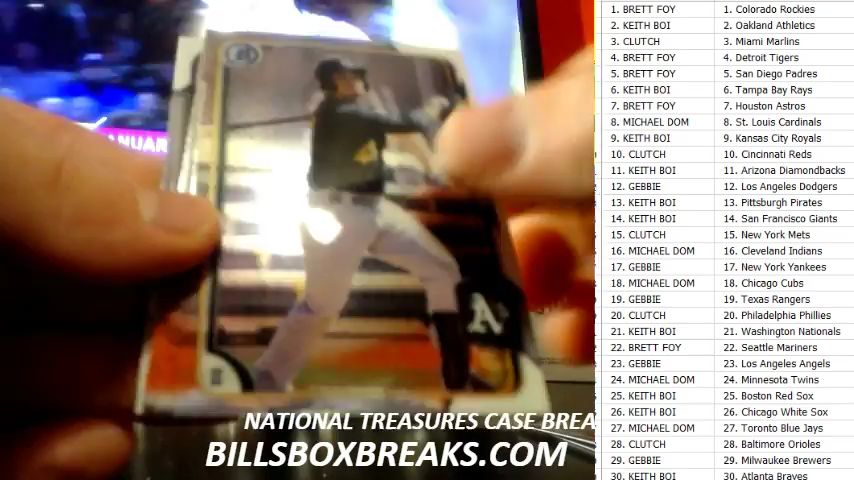 1. BRETT FOY 1. Colorado Rockies
2. KEITH BOI 2. Oakland Athletics
3. CLUTCH 3. Miami Marlins
4. BRETT FOY 4. Detroit Tigers
5. BRETT FOY 5. San Diego Padres
6. KEITH BOI 6. Tampa Bay Rays
7. BRETT FOY 7. Houston Astros
8. MICHAEL DOM 8. St. Louis Cardinals
9. KEITH BOI 9. Kansas City Royals
10. CLUTCH 10. Cincinnati Reds
11. KEITH BOI 11. Arizona Diamondbacks
12. GEBBIE 12. Los Angeles Dodgers
13. KEITH BOI 13. Pittsburgh Pirates
14. KEITH BOI 14. San Francisco Giants
15. CLUTCH 15. New York Mets
16. MICHAEL DOM 16. Cleveland Indians
17. GEBBIE 17. New York Yankees
18. MICHAEL DOM 18. Chicago Cubs
19. GEBBIE 19. Texas Rangers
20. CLUTCH 20. Philadelphia Phillies
21. KEITH BOI 21. Washington Nationals
22. BRETT FOY 22. Seattle Mariners
23. GEBBIE 23. Los Angeles Angels
24. MICHAEL DOM 24. Minnesota Twins
25. KEITH BOI 25. Boston Red Sox
26. KEITH BOI 26. Chicago White Sox
27. MICHAEL DOM 27. Toronto Blue Jays
28. CLUTCH 28. Baltimore Orioles
29. GEBBIE 29. Milwaukee Brewers
30. KEITH BOI 30. Atlanta Braves
ANUAR
4
A's
NATIONAL TREASURES CASE BREA
BILLSBOXBREAKS.COM